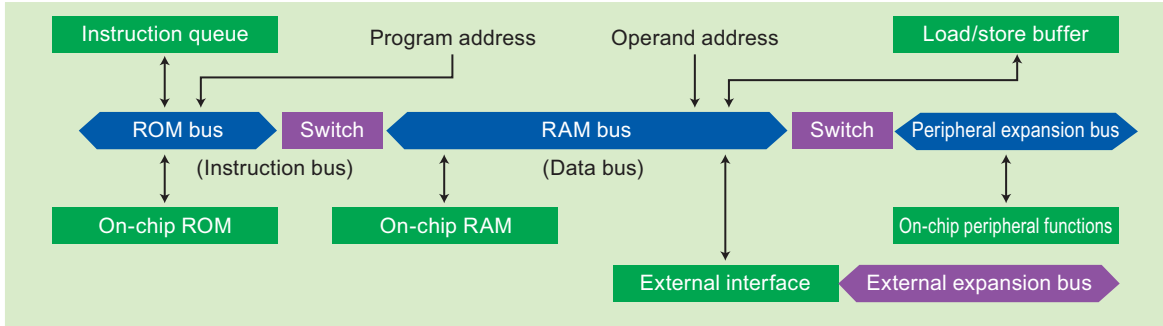 Instruction queue
Program address
Operand address
Load/store buffer
ROM bus
Switch
RAM bus
Switch
Peripheral expansion bus
(Instruction bus)
(Data bus)
On-chip ROM
On-chip RAM
On-chip peripheral functions
External interface
External expansion bus